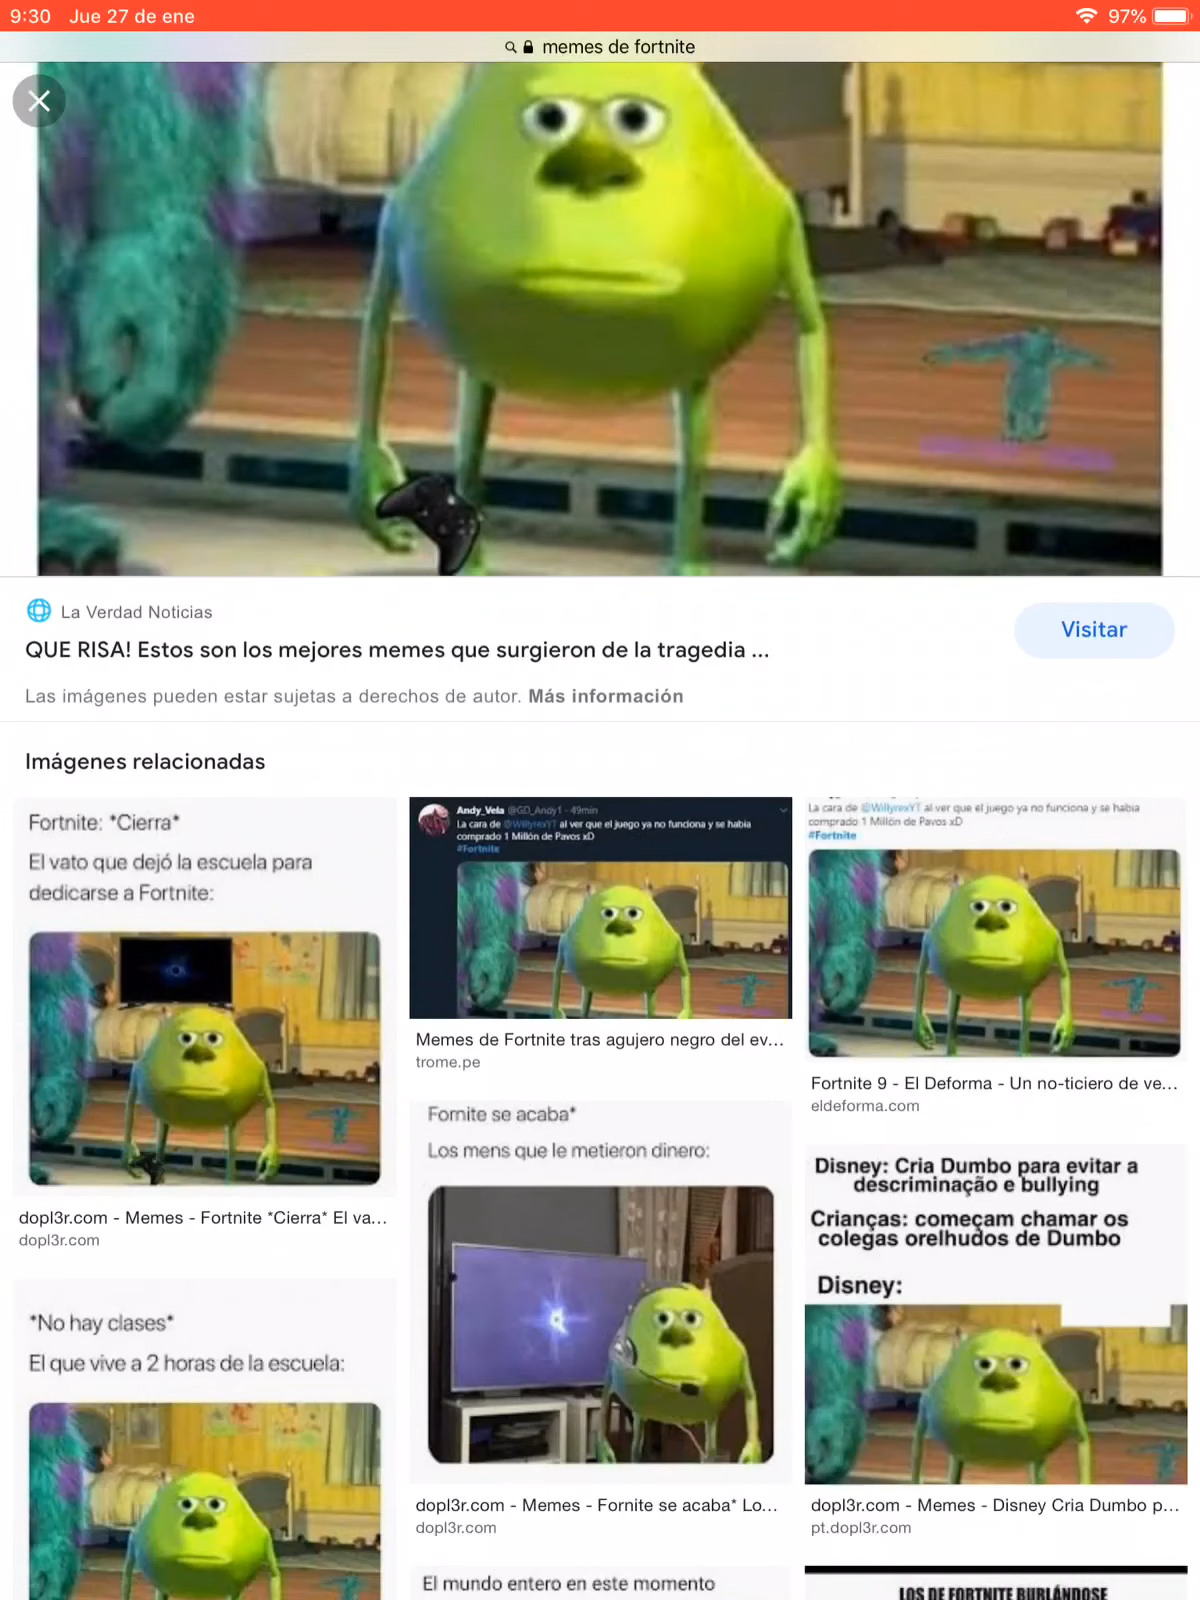 9:30 Jue 27 de ene
97%
memes de fortnite
La Verdad Noticias
QUE RISA! Estos son los mejores memes que surgieron de la tragedia ...
Visitar
Las imágenes pueden estar sujetas a derechos de autor. Más información
Imágenes relacionadas
Fortnite: *Cierra*
El vato que dejó la escuela para
dedicarse a Fortnite:
dopl3r.com - Memes - Fortnite *Cierra* El va...
dopl3r.com
*No hay clases*
El que vive a 2 horas de la escuela:
Andy_Vela @GD_Andy1 · 49min
La cara de @WillyrexYT al ver que el juego ya no funciona y se habia
comprado 1 Millón de Pavos xD
#Fortnite
Memes de Fortnite tras agujero negro del ev...
trome.pe
Fornite se acaba*
Los mens que le metieron dinero:
dopl3r.com - Memes - Fornite se acaba* Lo...
dopl3r.com
El mundo entero en este momento
La cara de @WillyrexYT al ver que el juego ya no funciona y se habia
comprado 1 Millón de Pavos xD
#Fortnite
Fortnite 9 - El Deforma - Un no-ticiero de ve...
eldeforma.com
Disney: Cria Dumbo para evitar a
descriminação e bullying
Crianças: começam chamar os
colegas orelhudos de Dumbo
Disney:
dopl3r.com - Memes - Disney Cria Dumbo p...
pt.dopl3r.com
LOS DE FORTNITE BURLÁNDOSE